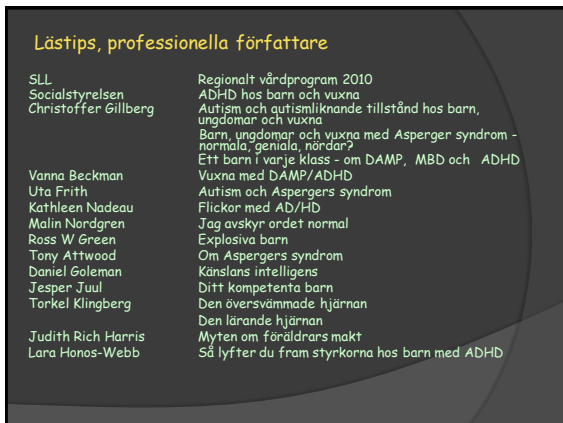 Lästips, professionella författare
SLL Regionalt vårdprogram 2010
Socialstyrelsen ADHD hos barn och vuxna
Christoffer Gillberg Autism och autismliknande tillstånd hos barn,
ungdomar och vuxna
Barn, ungdomar och vuxna med Asperger syndrom -
normala, geniala, nördar?
Ett barn i varje klass - om DAMP, MBD och ADHD
Vanna Beckman Vuxna med DAMP/ADHD
Uta Frith Autism och Aspergers syndrom
Kathleen Nadeau Flickor med AD/HD
Malin Nordgren Jag avskyr ordet normal
Ross W Green Explosiva barn
Tony Attwood Om Aspergers syndrom
Daniel Goleman Känslans intelligens
Jesper Juul Ditt kompetenta barn
Torkel Klingberg Den översvämmade hjärnan
Den lärande hjärnan
Judith Rich Harris Myten om föräldrars makt
Lara Honos-Webb Så lyfter du fram styrkorna hos barn med ADHD